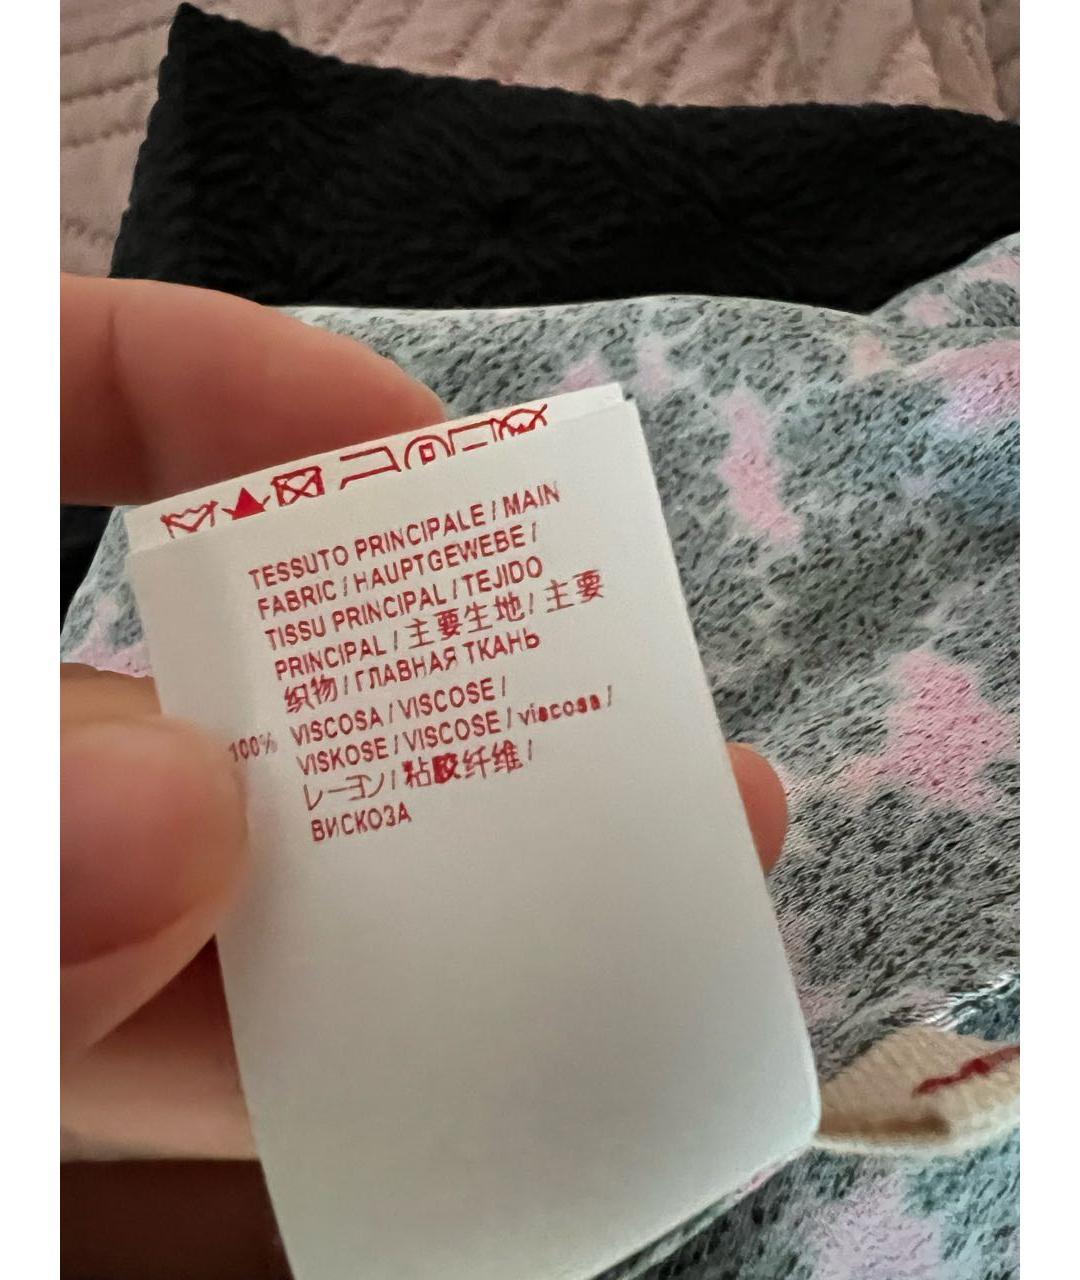 TESSUTO PRINCIPALE / MAIN
FABRIC / HAUPTGEWEBE /
TISSU PRINCIPAL / TEJIDO
PRINCIPAL / 主要生地 / 主要
织物 / ГЛАВНАЯ ТКАНЬ
100% VISCOSA / VISCOSE /
VISKOSE / VISCOSE / viscosa /
レーヨン / 粘胶纤维 /
ВИСКОЗА